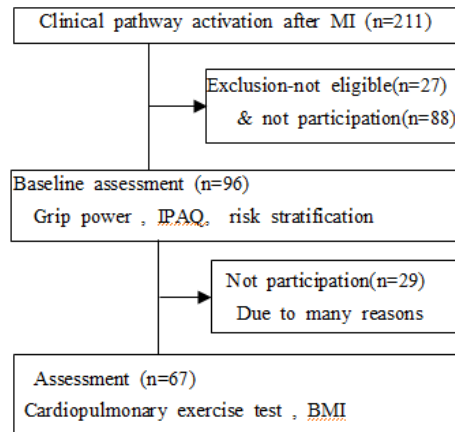 Clinical pathway activation after MI (n=211)
Exclusion-not eligible(n=27)
& not participation(n=88)
Baseline assessment (n=96)
Grip power , IPAQ, risk stratification
Not participation(n=29)
Due to many reasons
Assessment (n=67)
Cardiopulmonary exercise test , BMI